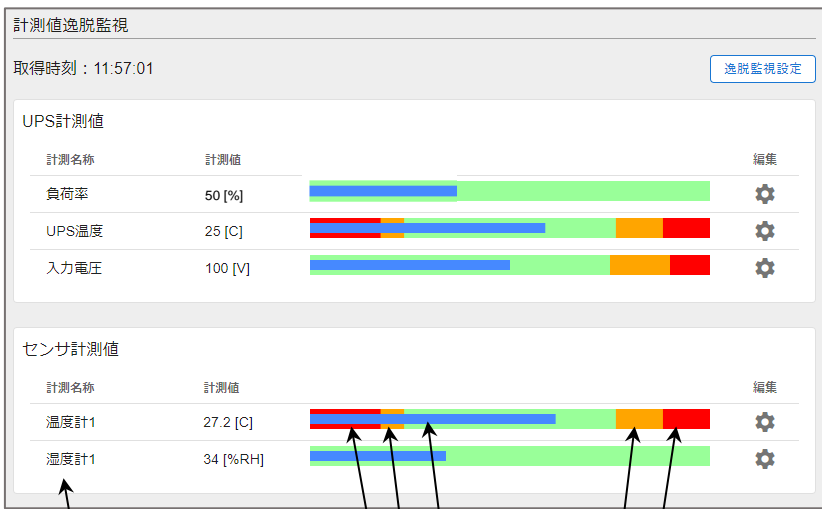 計測値逸脱監視
取得時刻：11:57:01
逸脱監視設定
UPS計測値
計測名称 計測値 編集
負荷率 50 [%]
UPS温度 25 [C]
入力電圧 100 [V]
センサ計測値
計測名称 計測値 編集
温度計1 27.2 [C]
湿度計1 34 [%RH]